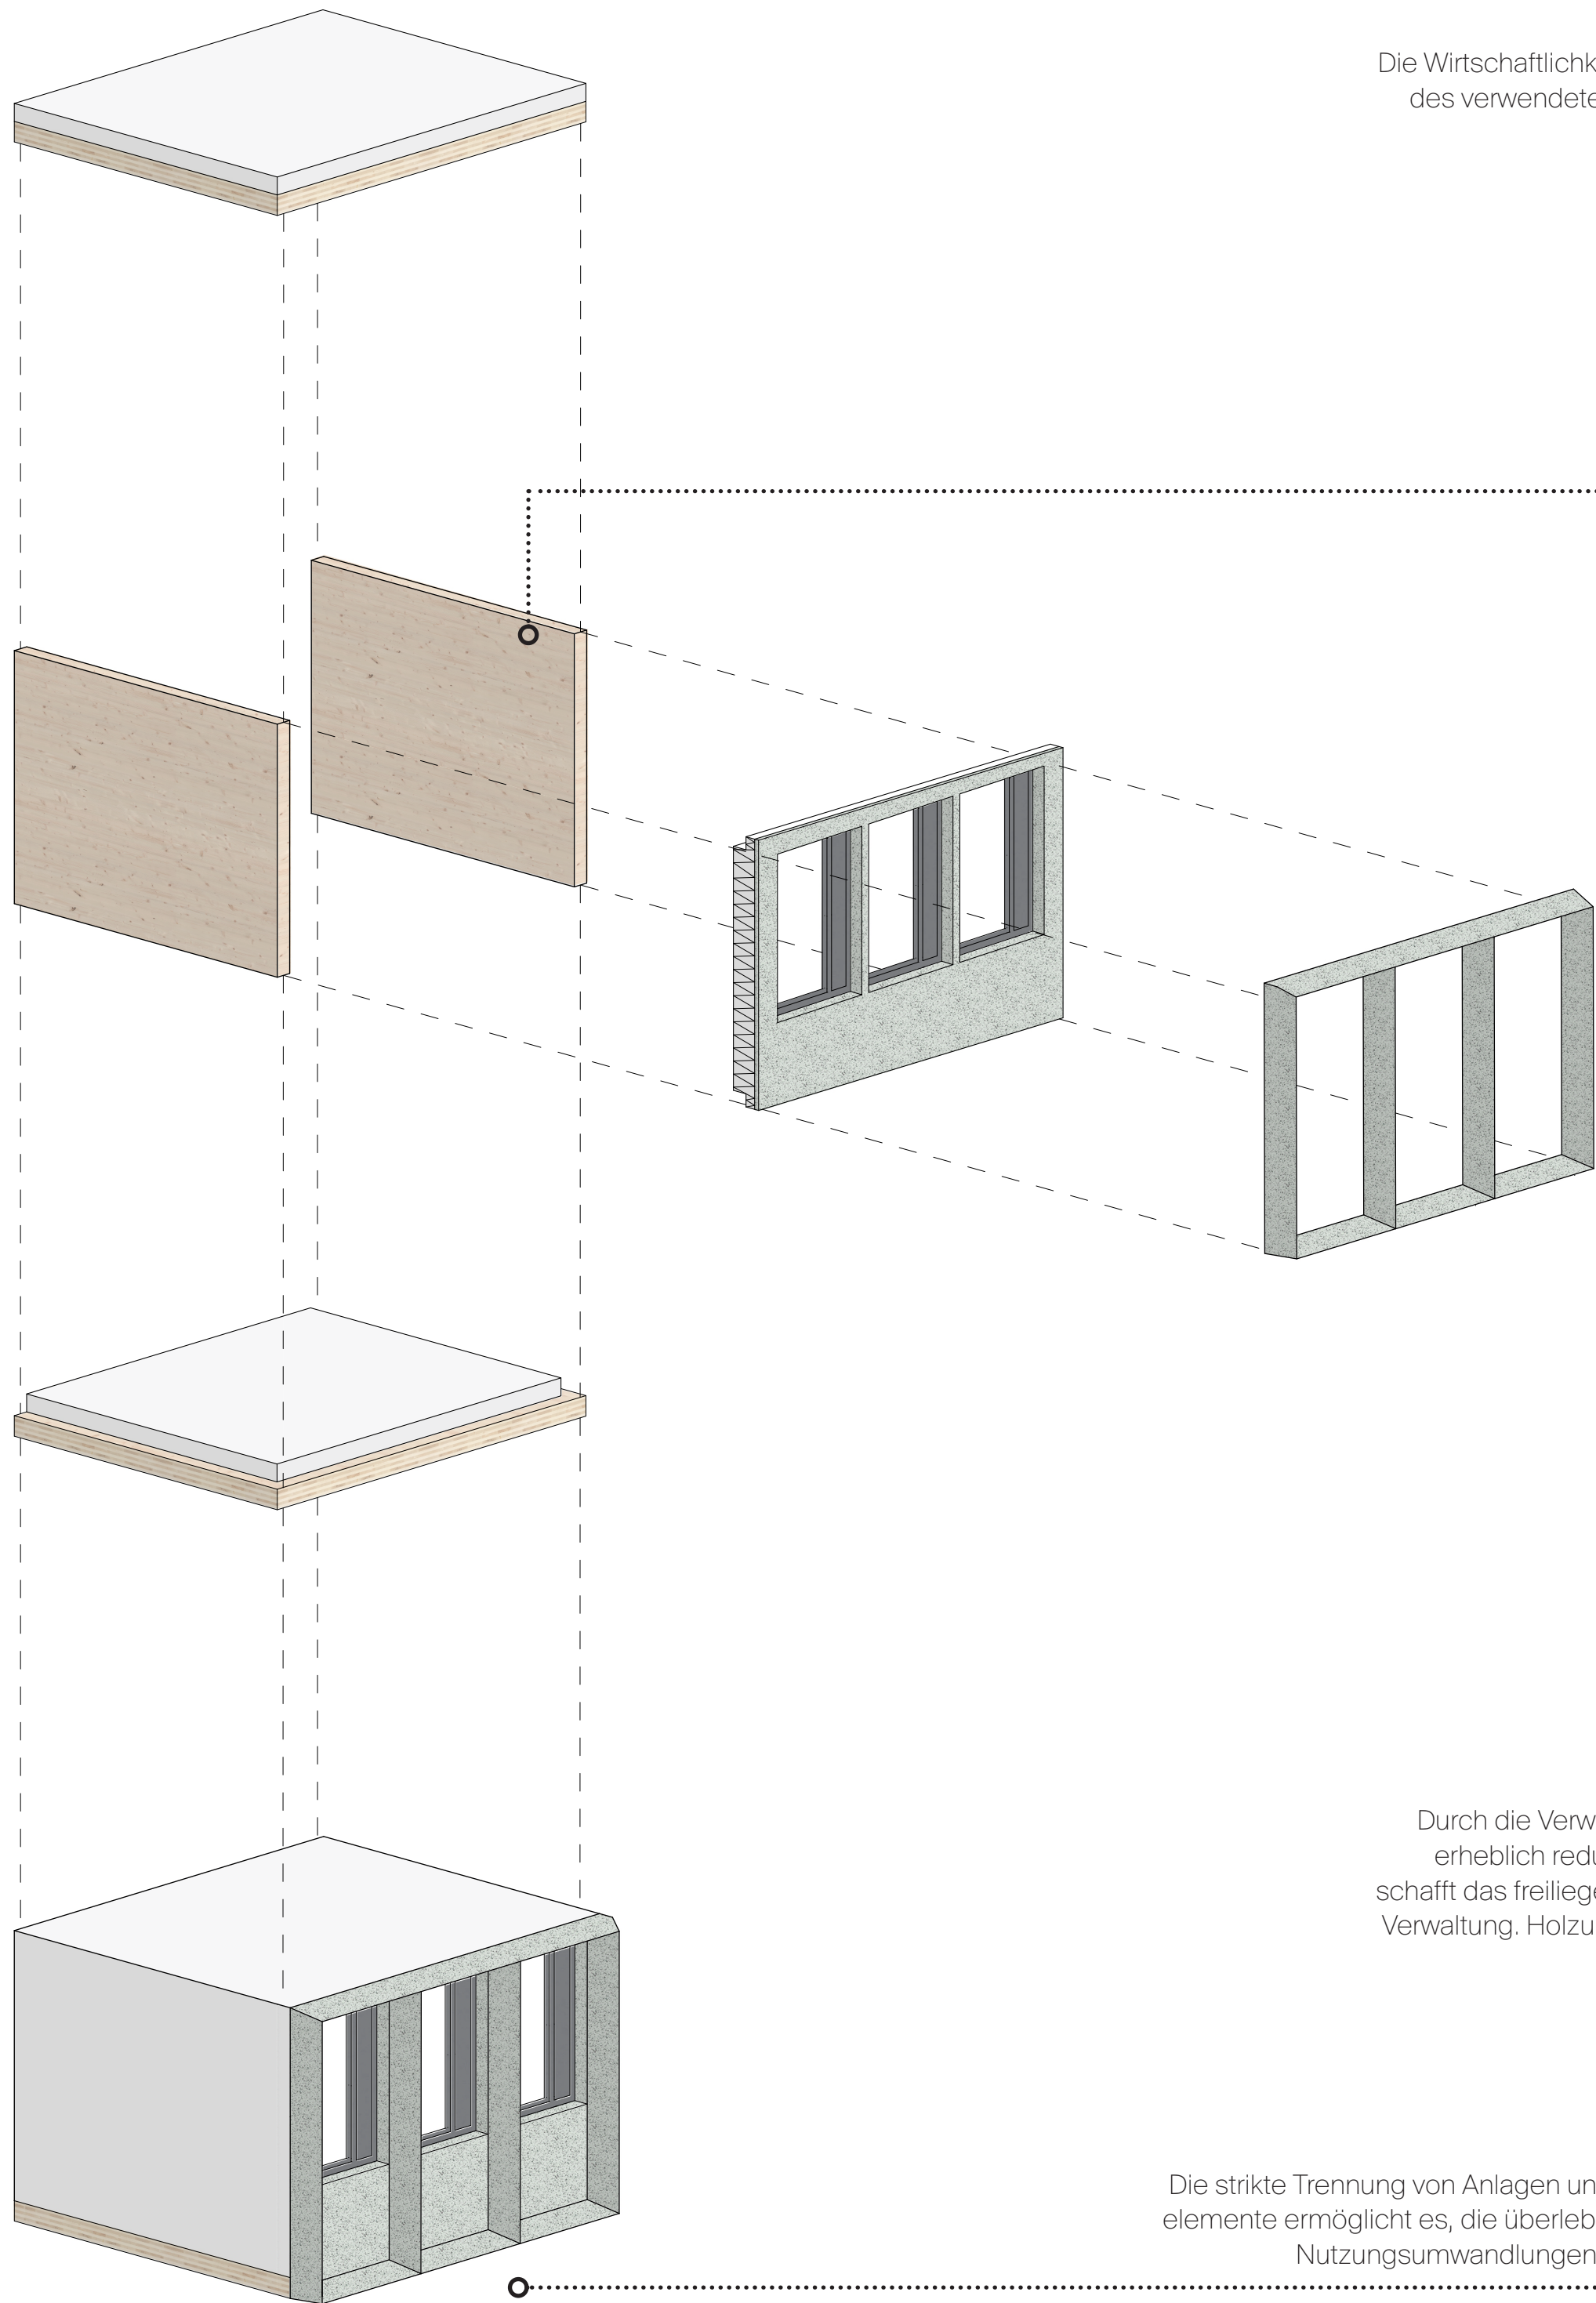 Die Wirtschaftlichk
des verwendete
Durch die Verw
erheblich redu
schafft das freiliege
Verwaltung. Holzu
Die strikte Trennung von Anlagen un
elemente ermöglicht es, die überleb
Nutzungsumwandlungen